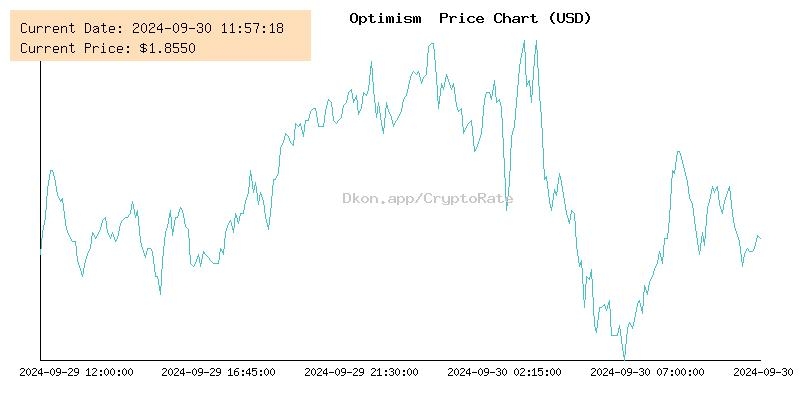 Optimism  Price Chart (USD)
Current Date: 2024-09-30 11:57:18
Current Price: $1.8550
Dkon.app/CryptoRate
2024-09-29 12:00:00 2024-09-29 16:45:00 2024-09-29 21:30:00 2024-09-30 02:15:00 2024-09-30 07:00:00 2024-09-30